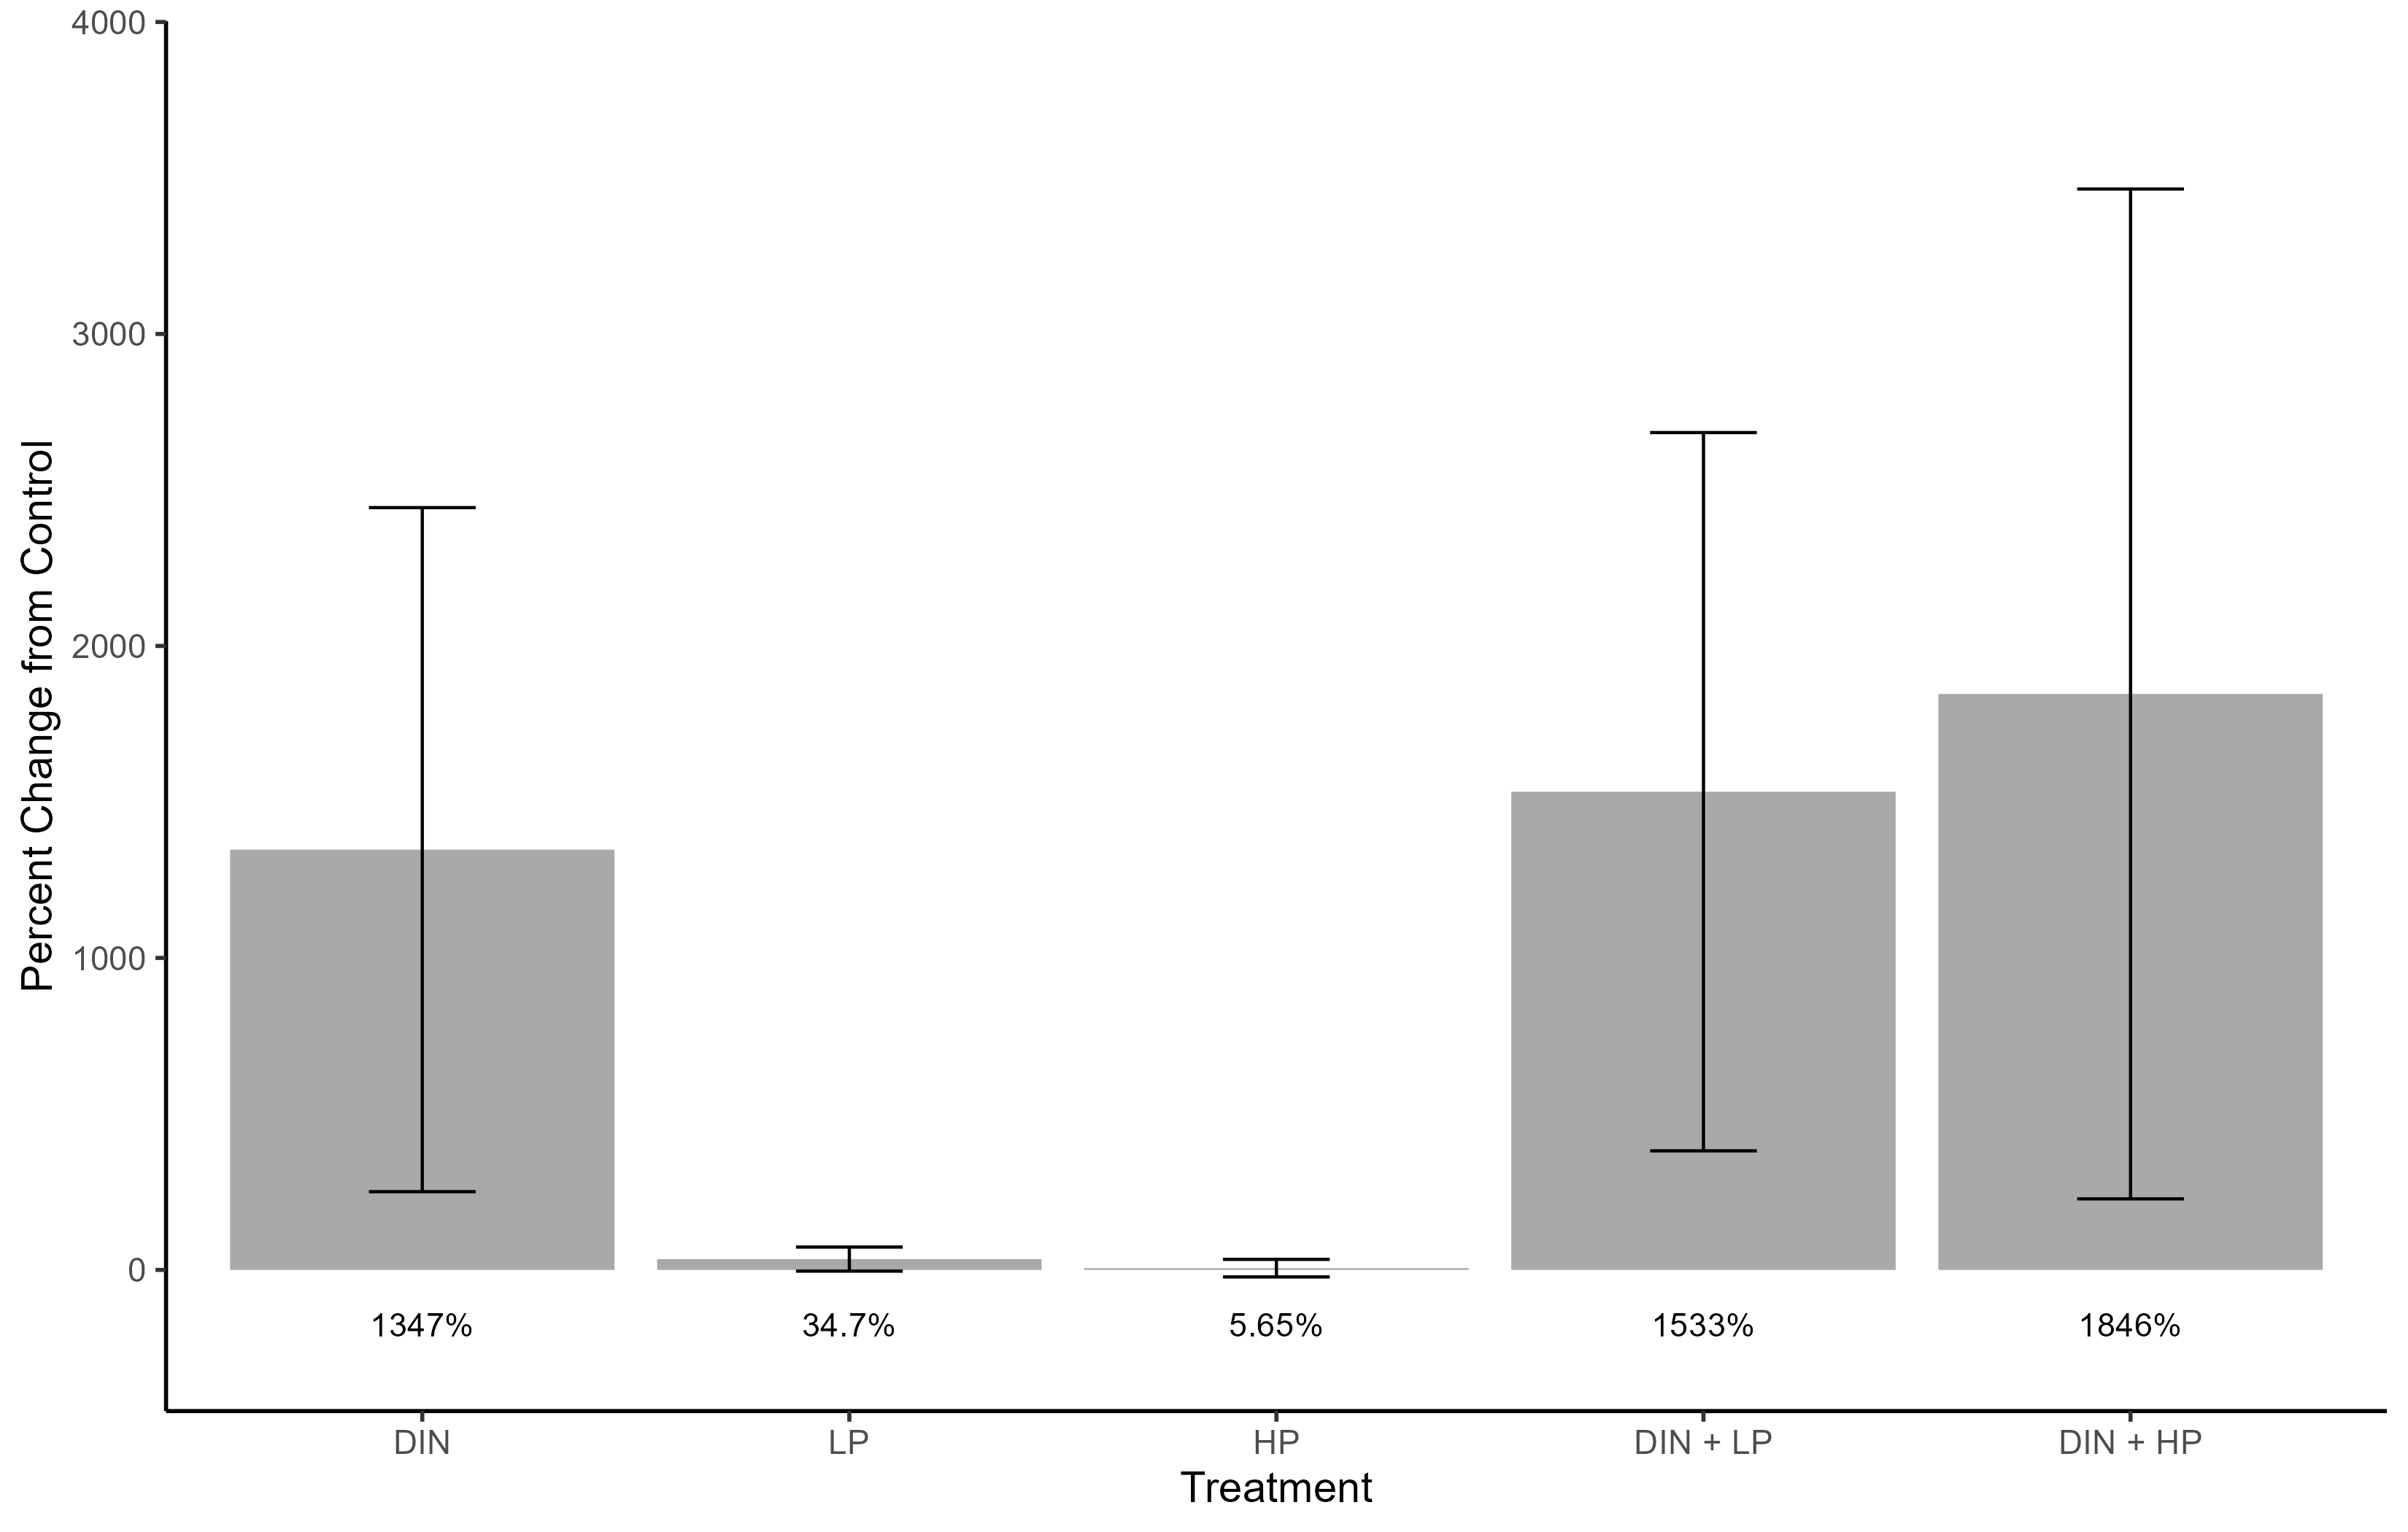 4000
3000
2000
1000
0
Percent Change from Control
1347% 34.7% 5.65% 1533% 1846%
DIN LP HP DIN + LP DIN + HP
Treatment